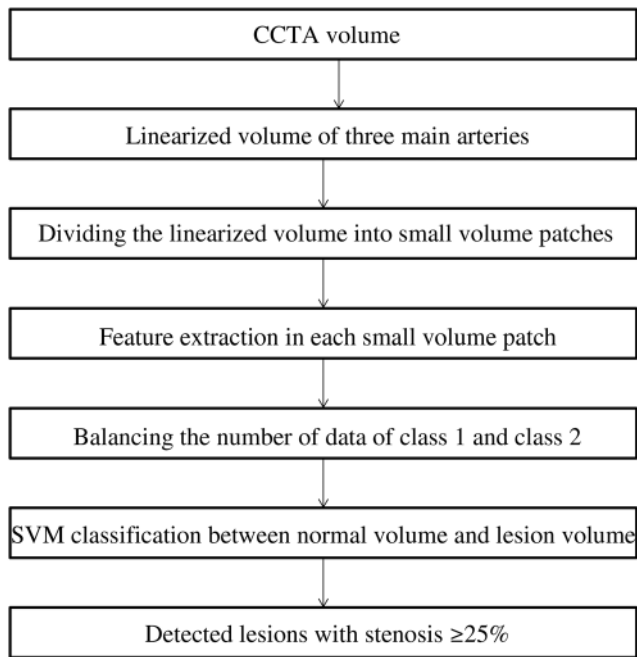 CCTA volume
Linearized volume of three main arteries
Dividing the linearized volume into small volume patches
Feature extraction in each small volume patch
Balancing the number of data of class 1 and class 2
SVM classification between normal volume and lesion volume
Detected lesions with stenosis ≥25%